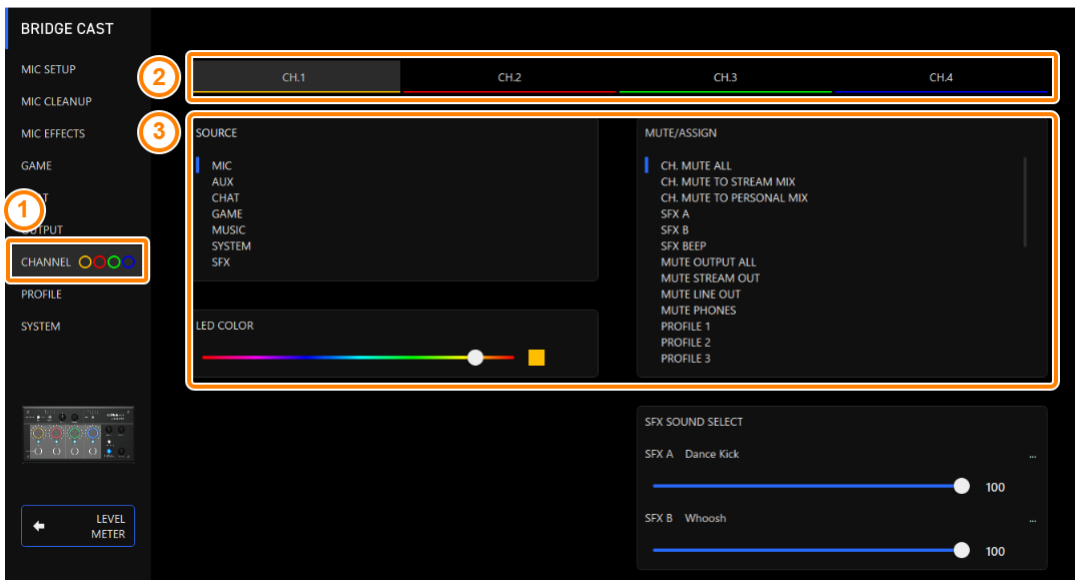 BRIDGE CAST
MIC SETUP
MIC CLEANUP
MIC EFFECTS
GAME
OUTPUT
CHANNEL
PROFILE
SYSTEM
LEVEL
METER
1
2
CH.1 CH.2 CH.3 CH.4
3
SOURCE
MIC
AUX
CHAT
GAME
MUSIC
SYSTEM
SFX
LED COLOR
MUTE/ASSIGN
CH. MUTE ALL
CH. MUTE TO STREAM MIX
CH. MUTE TO PERSONAL MIX
SFX A
SFX B
SFX BEEP
MUTE OUTPUT ALL
MUTE STREAM OUT
MUTE LINE OUT
MUTE PHONES
PROFILE 1
PROFILE 2
PROFILE 3
SFX SOUND SELECT
SFX A Dance Kick ...
100
SFX B Whoosh ...
100